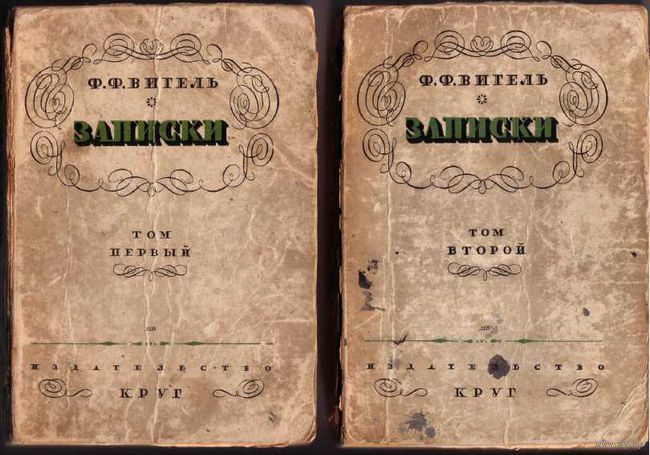 Ф.Ф.ВИГЕЛЬ
ЗАПИСКИ
ТОМ
ПЕРВЫЙ
ИЗДАТЕЛЬСТВО
КРУГ
Ф.Ф.ВИГЕЛЬ
ЗАПИСКИ
ТОМ
ВТОРОЙ
ИЗДАТЕЛЬСТВО
КРУГ